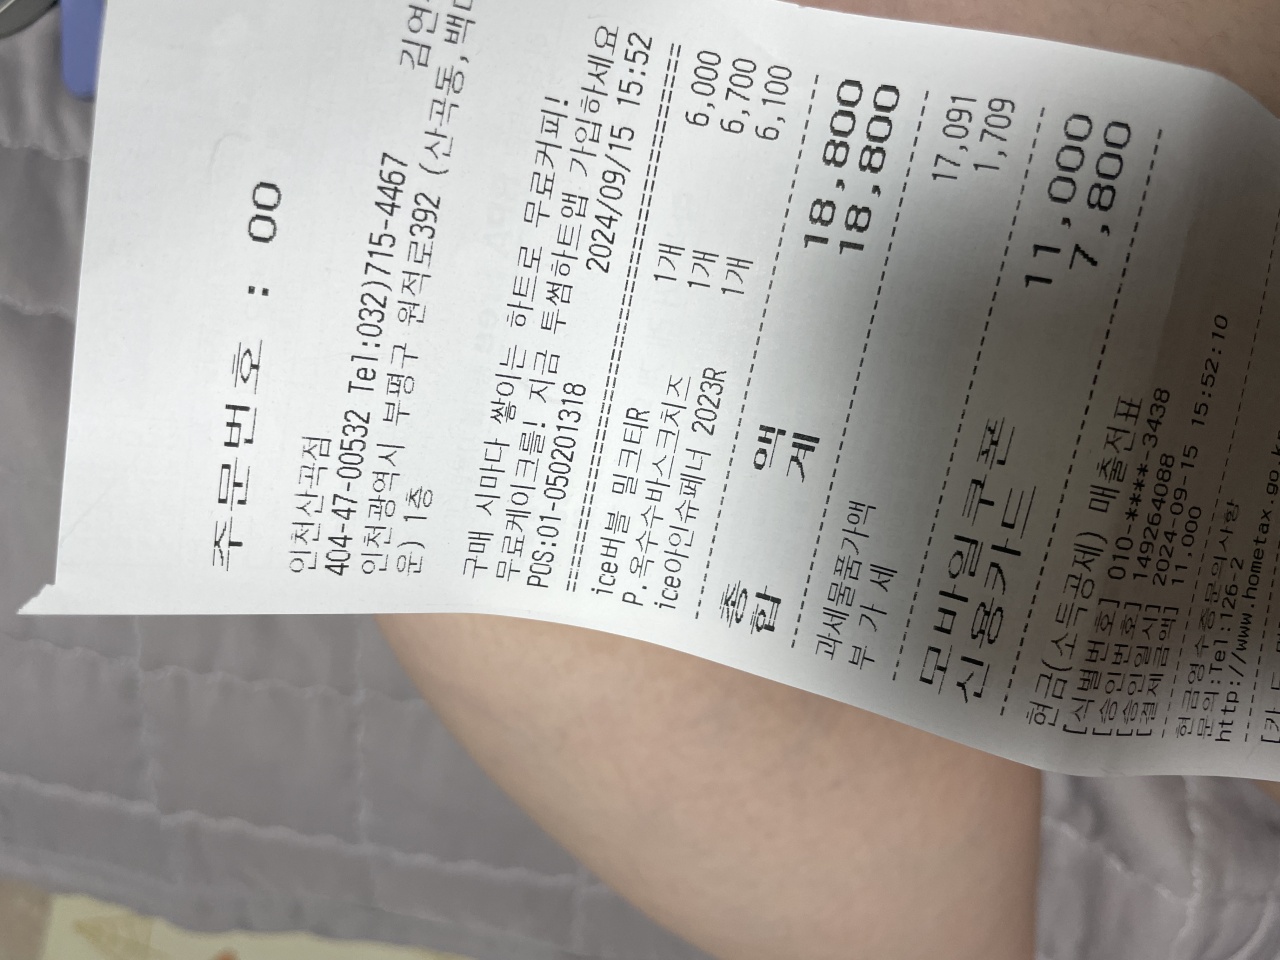 주문번호 : 00
인천산곡점 김연
404-47-00532 Tel:032)715-4467
인천광역시 부평구 원적로392 (산곡동,백
운) 1층
구매 시마다 쌓이는 하트로 무료커피!
무료케이크를! 지금 투썸하트앱 가입하세요
POS:01-050201318 2024/09/15 15:52
ice버블 밀크티R 1개 6,000
P.옥수수바스크치즈 1개 6,700
ice아인슈페너 2023R 1개 6,100
총 액 18,800
합 계 18,800
과세물품가액 17,091
부 가 세 1,709
모바일쿠폰 11,000
신용카드 7,800
현금(소득공제) 매출전표
[식별번호] 010-****-3438
[승인번호] 149264088
[승인일시] 2024-09-15 15:52:10
[결제금액] 11,000
현금영수증문의사항
문의:Tel.126-2
http://www.hometax.go.k